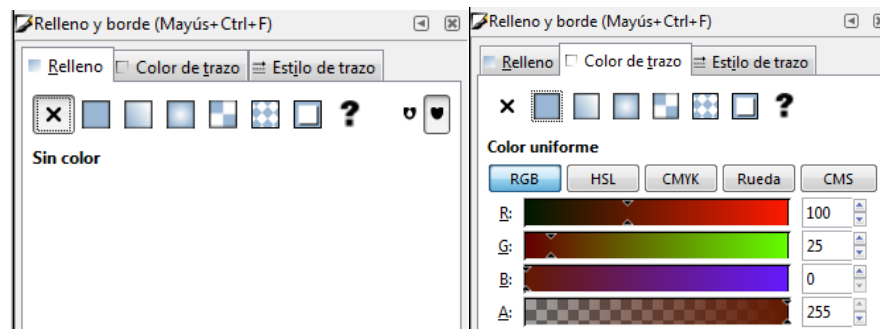 Relleno y borde (Mayús+Ctrl+F)
Relleno Color de trazo Estilo de trazo
?
Sin color
Relleno y borde (Mayús+Ctrl+F)
Relleno Color de trazo Estilo de trazo
?
Color uniforme
RGB HSL CMYK Rueda CMS
R: 100
G: 25
B: 0
A: 255